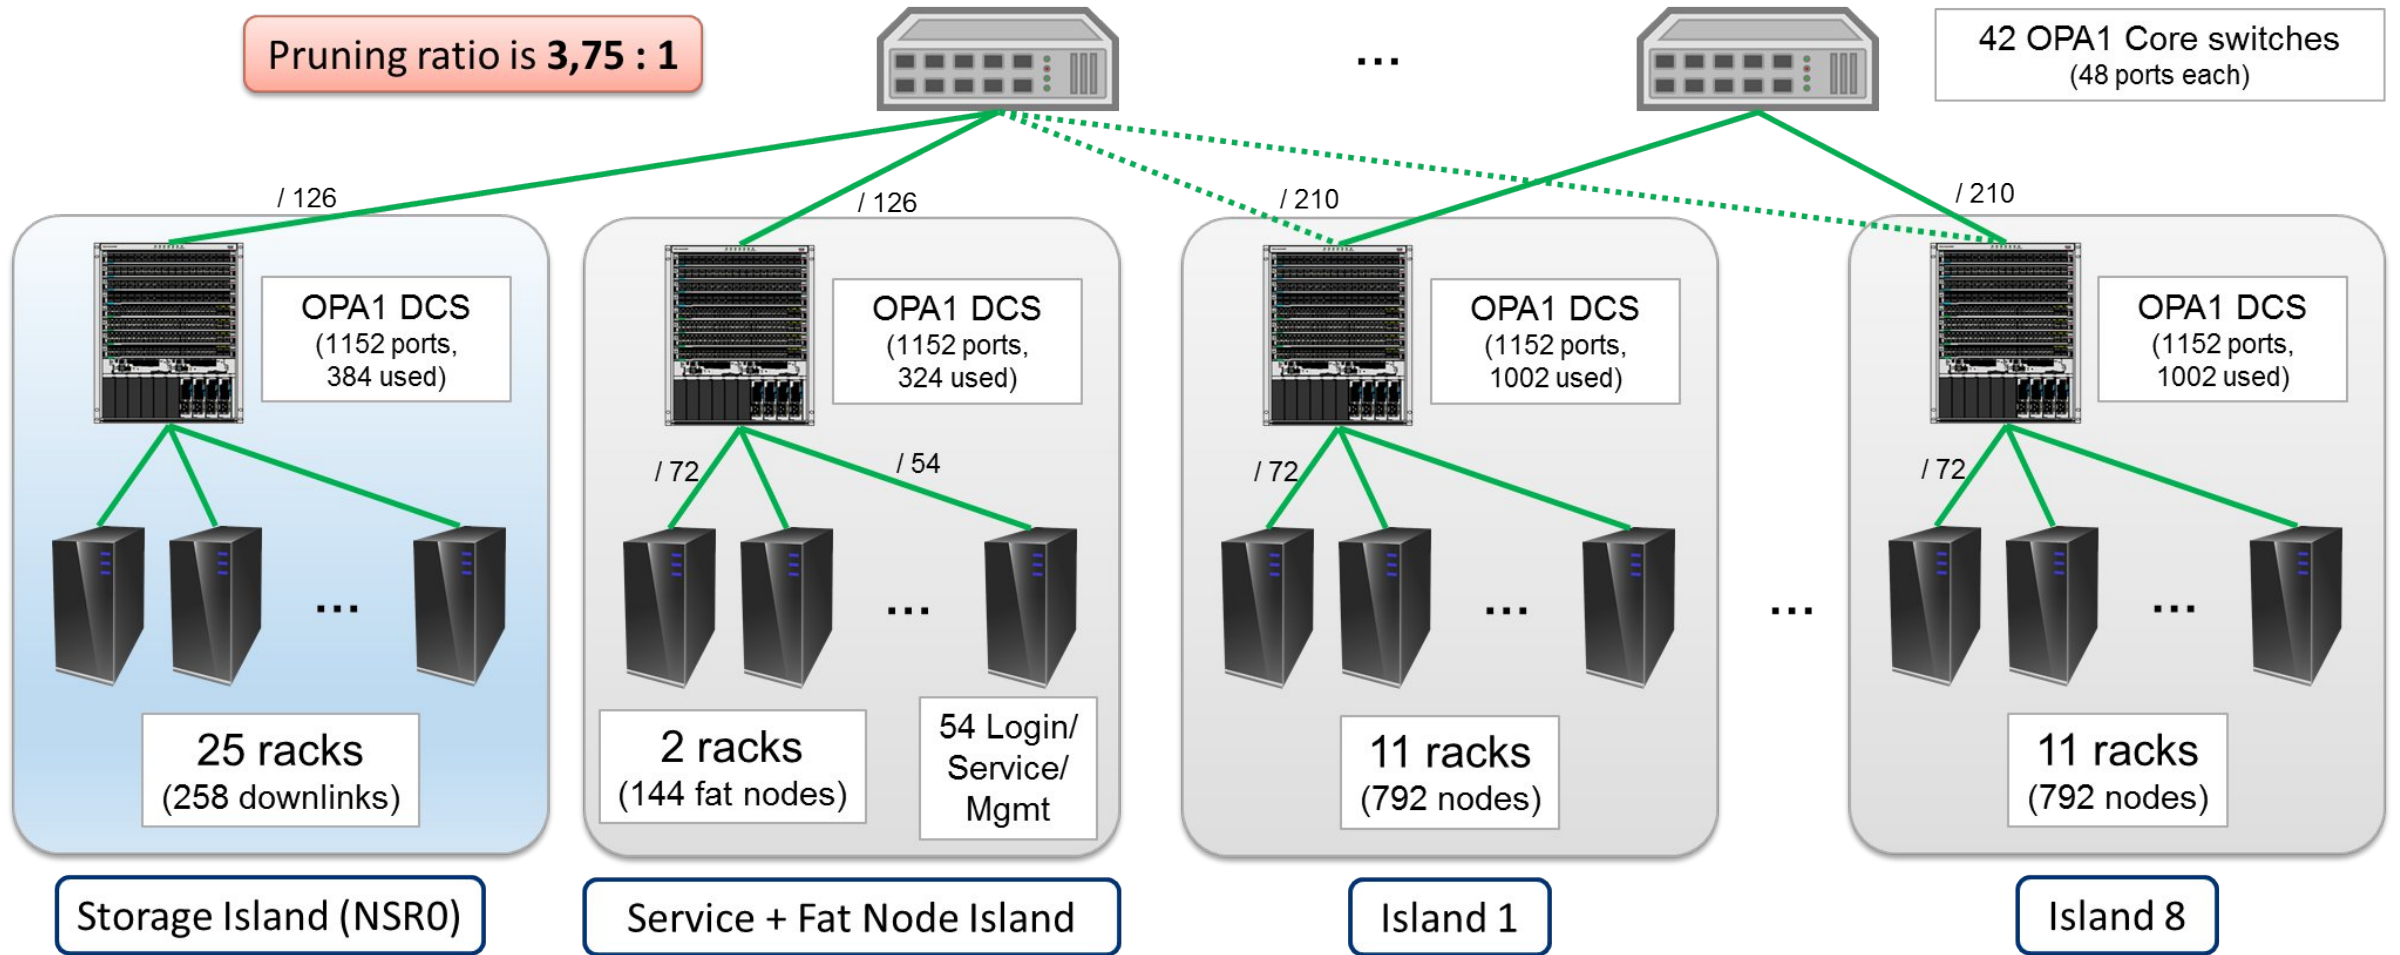 Pruning ratio is 3,75 : 1
...
42 OPA1 Core switches
(48 ports each)
/ 126
/ 126
/ 210
/ 210
OPA1 DCS
(1152 ports,
384 used)
OPA1 DCS
(1152 ports,
324 used)
OPA1 DCS
(1152 ports,
1002 used)
OPA1 DCS
(1152 ports,
1002 used)
/ 72
/ 54
/ 72
/ 72
...
...
...
...
...
25 racks
(258 downlinks)
2 racks
(144 fat nodes)
54 Login/
Service/
Mgmt
11 racks
(792 nodes)
11 racks
(792 nodes)
Storage Island (NSR0)
Service + Fat Node Island
Island 1
Island 8